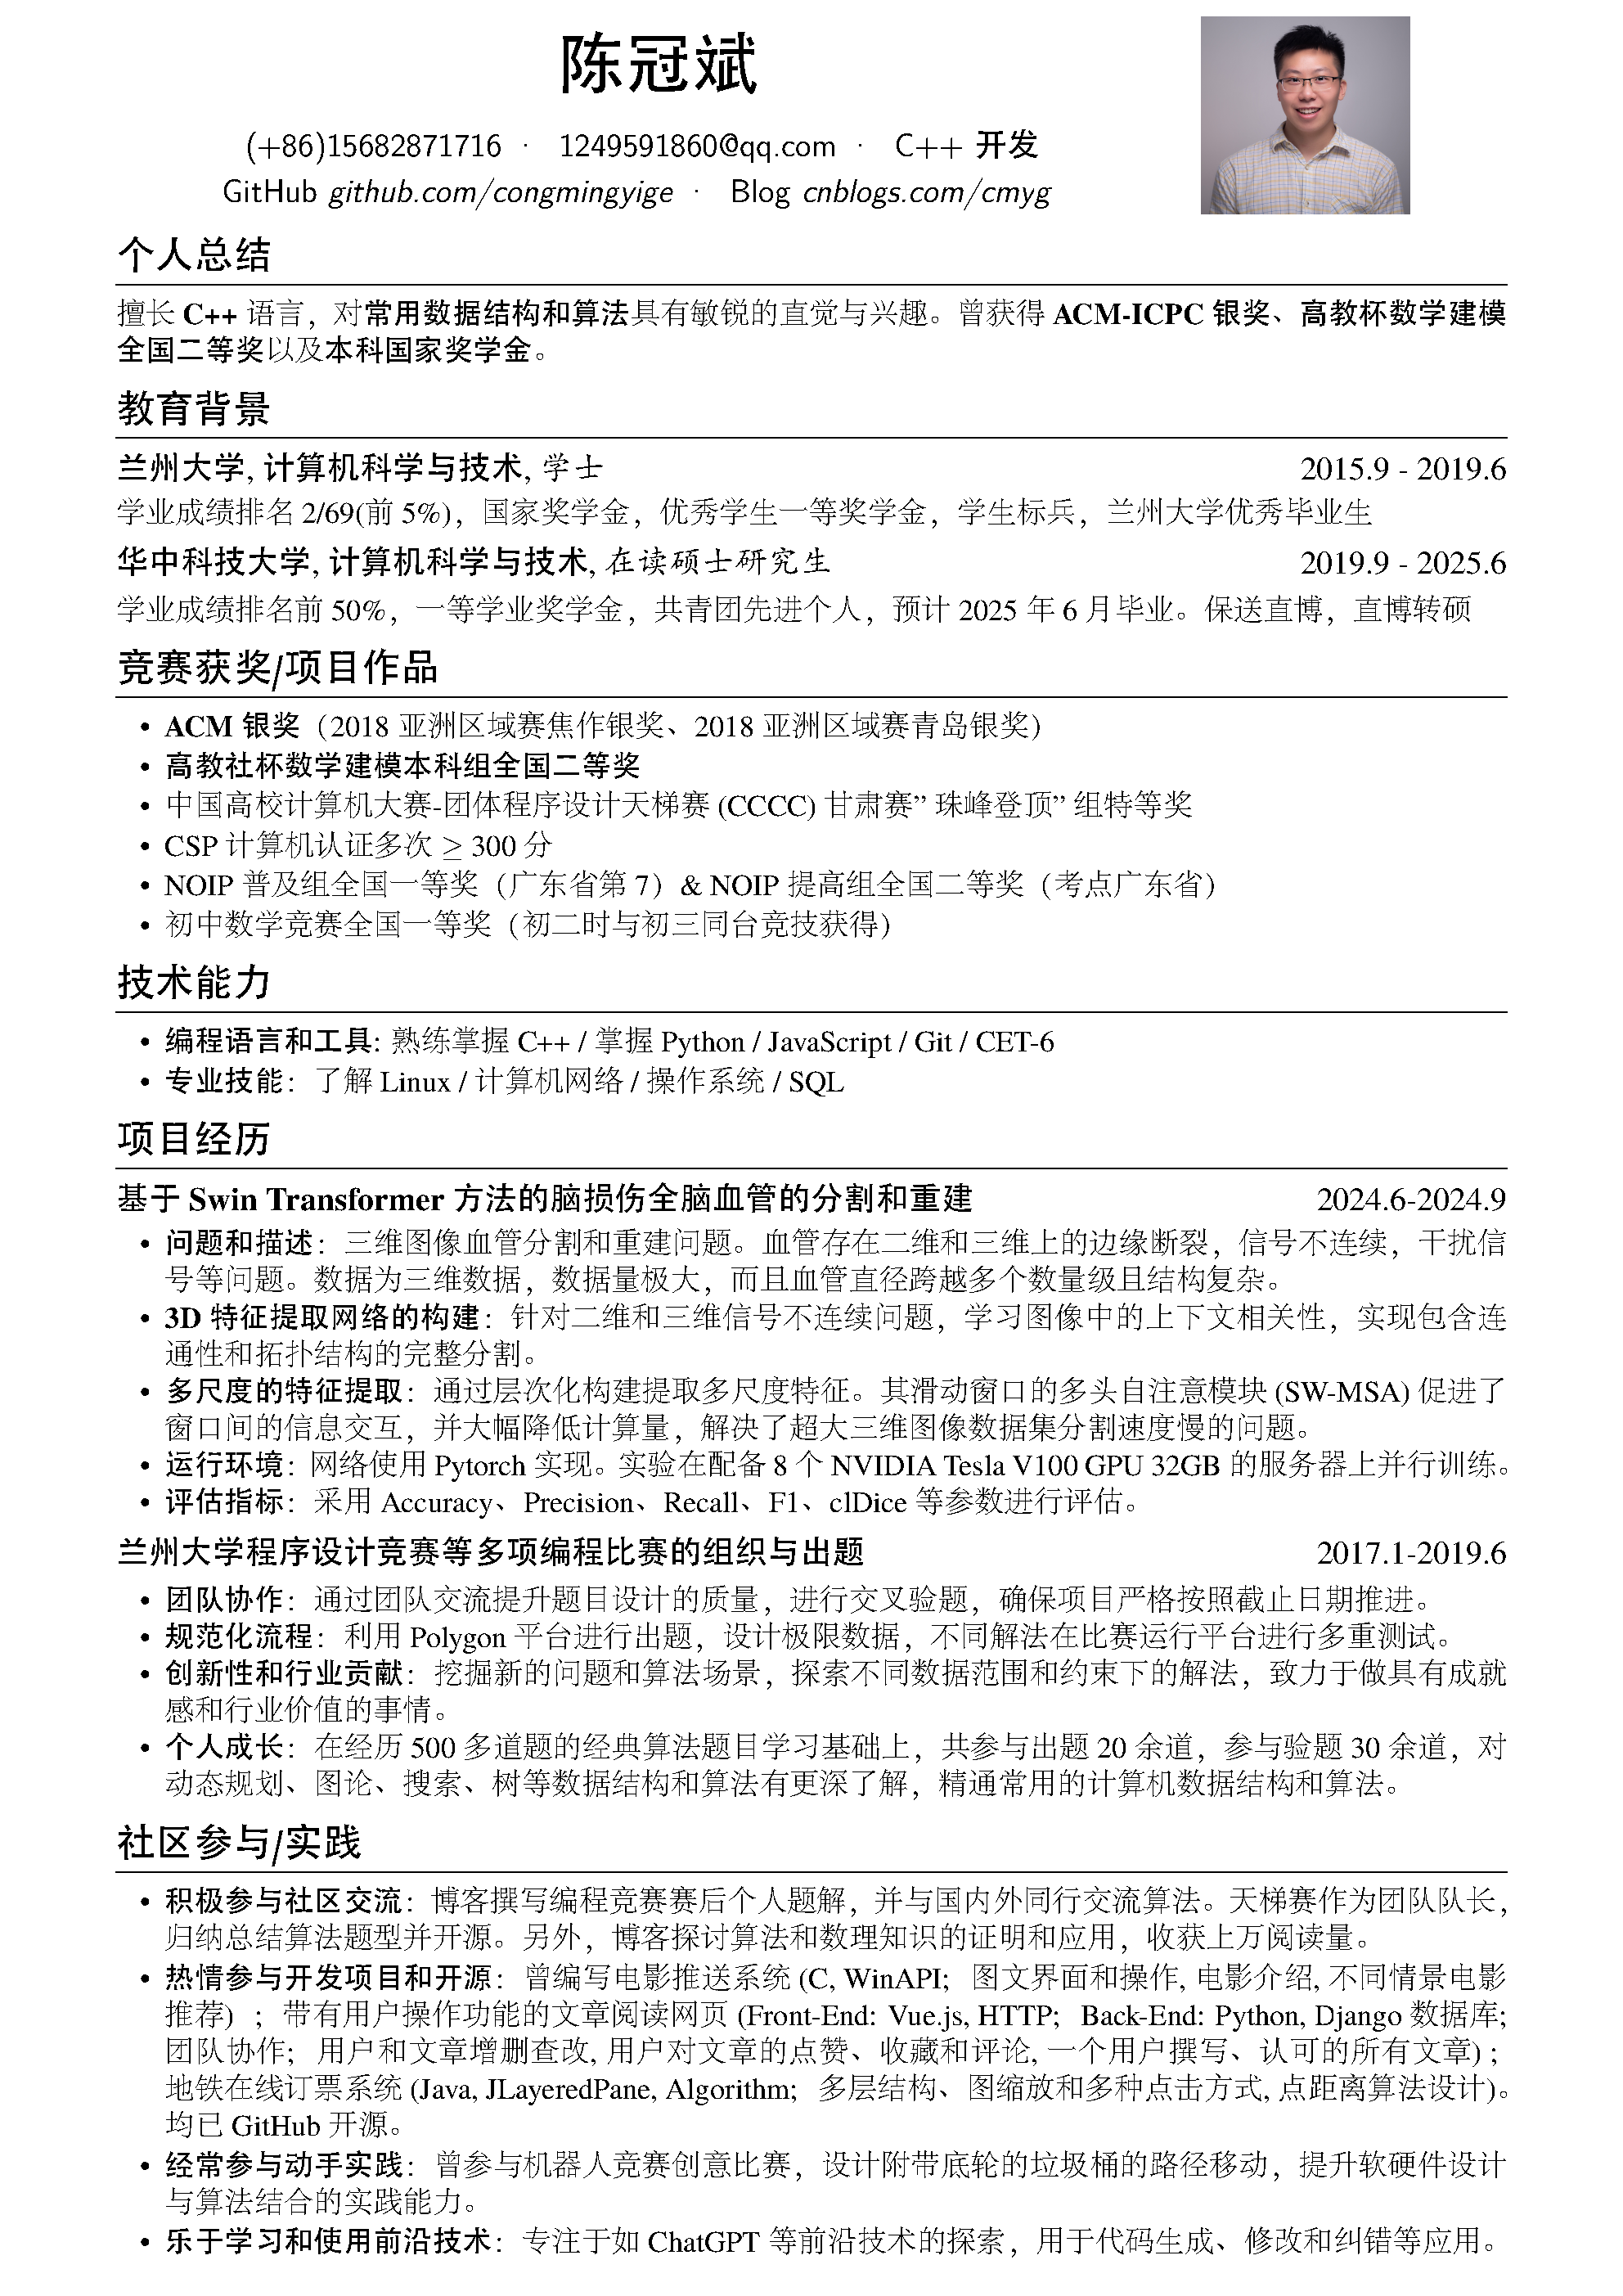 陈冠斌
(+86)15682871716 · 1249591860@qq.com · C++ 开发
GitHub github.com/congmingyige · Blog cnblogs.com/cmyg
个人总结
擅长 C++ 语言，对常用数据结构和算法具有敏锐的直觉与兴趣。曾获得 ACM-ICPC 银奖、高教杯数学建模
全国二等奖以及本科国家奖学金。
教育背景
兰州大学, 计算机科学与技术, 学士 2015.9 - 2019.6
学业成绩排名 2/69(前 5%)，国家奖学金，优秀学生一等奖学金，学生标兵，兰州大学优秀毕业生
华中科技大学, 计算机科学与技术, 在读硕士研究生 2019.9 - 2025.6
学业成绩排名前 50%，一等学业奖学金，共青团先进个人，预计 2025 年 6 月毕业。保送直博，直博转硕
竞赛获奖/项目作品
• ACM 银奖（2018 亚洲区域赛焦作银奖、2018 亚洲区域赛青岛银奖）
• 高教社杯数学建模本科组全国二等奖
• 中国高校计算机大赛-团体程序设计天梯赛 (CCCC) 甘肃赛” 珠峰登顶” 组特等奖
• CSP 计算机认证多次 ≥ 300 分
• NOIP 普及组全国一等奖（广东省第 7）& NOIP 提高组全国二等奖（考点广东省）
• 初中数学竞赛全国一等奖（初二时与初三同台竞技获得）
技术能力
• 编程语言和工具: 熟练掌握 C++ / 掌握 Python / JavaScript / Git / CET-6
• 专业技能：了解 Linux / 计算机网络 / 操作系统 / SQL
项目经历
基于 Swin Transformer 方法的脑损伤全脑血管的分割和重建 2024.6-2024.9
• 问题和描述：三维图像血管分割和重建问题。血管存在二维和三维上的边缘断裂，信号不连续，干扰信
号等问题。数据为三维数据，数据量极大，而且血管直径跨越多个数量级且结构复杂。
• 3D 特征提取网络的构建：针对二维和三维信号不连续问题，学习图像中的上下文相关性，实现包含连
通性和拓扑结构的完整分割。
• 多尺度的特征提取：通过层次化构建提取多尺度特征。其滑动窗口的多头自注意模块 (SW-MSA) 促进了
窗口间的信息交互，并大幅降低计算量，解决了超大三维图像数据集分割速度慢的问题。
• 运行环境：网络使用 Pytorch 实现。实验在配备 8 个 NVIDIA Tesla V100 GPU 32GB 的服务器上并行训练。
• 评估指标：采用 Accuracy、Precision、Recall、F1、clDice 等参数进行评估。
兰州大学程序设计竞赛等多项编程比赛的组织与出题 2017.1-2019.6
• 团队协作：通过团队交流提升题目设计的质量，进行交叉验题，确保项目严格按照截止日期推进。
• 规范化流程：利用 Polygon 平台进行出题，设计极限数据，不同解法在比赛运行平台进行多重测试。
• 创新性和行业贡献：挖掘新的问题和算法场景，探索不同数据范围和约束下的解法，致力于做具有成就
感和行业价值的事情。
• 个人成长：在经历 500 多道题的经典算法题目学习基础上，共参与出题 20 余道，参与验题 30 余道，对
动态规划、图论、搜索、树等数据结构和算法有更深了解，精通常用的计算机数据结构和算法。
社区参与/实践
• 积极参与社区交流：博客撰写编程竞赛赛后个人题解，并与国内外同行交流算法。天梯赛作为团队队长，
归纳总结算法题型并开源。另外，博客探讨算法和数理知识的证明和应用，收获上万阅读量。
• 热情参与开发项目和开源：曾编写电影推送系统 (C, WinAPI；图文界面和操作, 电影介绍, 不同情景电影
推荐）；带有用户操作功能的文章阅读网页 (Front-End: Vue.js, HTTP；Back-End: Python, Django 数据库;
团队协作；用户和文章增删查改, 用户对文章的点赞、收藏和评论, 一个用户撰写、认可的所有文章)；
地铁在线订票系统 (Java, JLayeredPane, Algorithm；多层结构、图缩放和多种点击方式, 点距离算法设计)。
均已 GitHub 开源。
• 经常参与动手实践：曾参与机器人竞赛创意比赛，设计附带底轮的垃圾桶的路径移动，提升软硬件设计
与算法结合的实践能力。
• 乐于学习和使用前沿技术：专注于如 ChatGPT 等前沿技术的探索，用于代码生成、修改和纠错等应用。